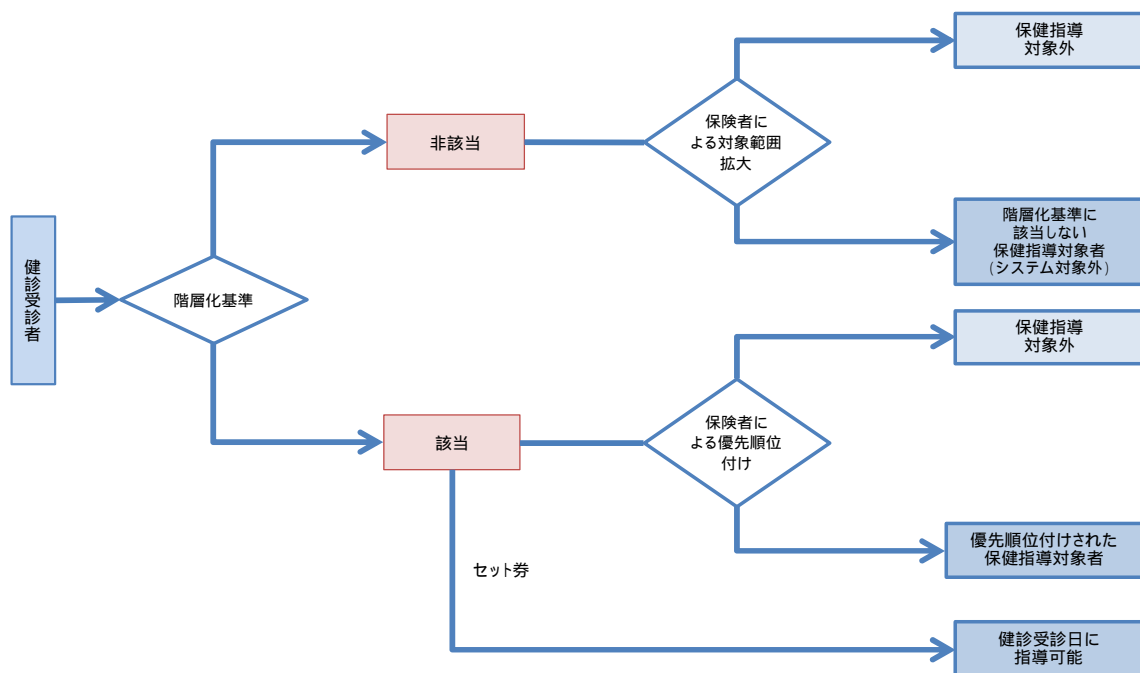 健診受診者
階層化基準
非該当
保険者に
よる対象範囲
拡大
保健指導
対象外
階層化基準に
該当しない
保健指導対象者
(システム対象外)
該当
保険者に
よる優先順位
付け
保健指導
対象外
優先順位付けされた
保健指導対象者
セット券
健診受診日に
指導可能